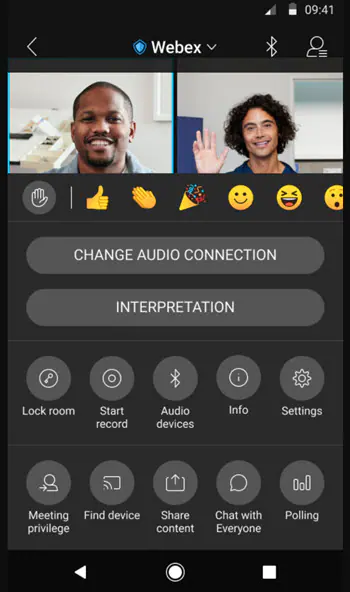 09:41
Webex
CHANGE AUDIO CONNECTION
INTERPRETATION
Lock room
Start
record
Audio
devices
Info
Settings
Meeting
privilege
Find device
Share
content
Chat with
Everyone
Polling